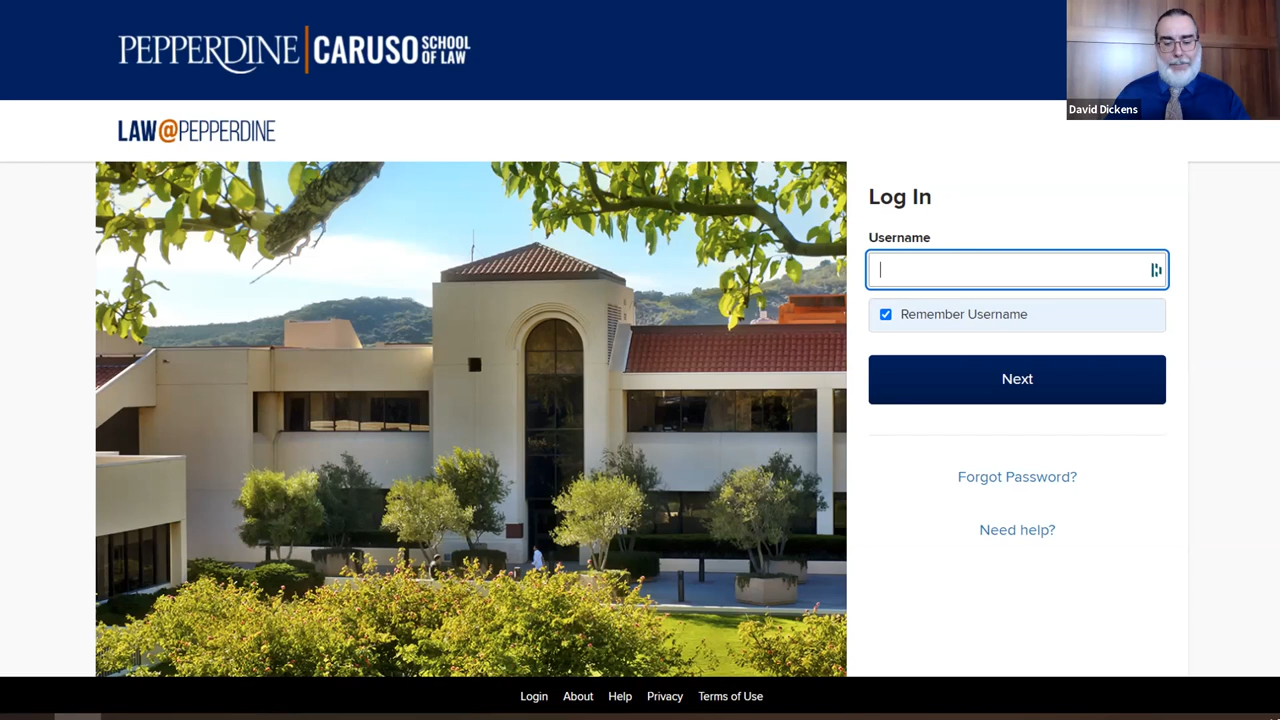 PEPPERDINE | CARUSO SCHOOL OF LAW
David Dickens
LAW@PEPPERDINE
Log In
Username
Remember Username
Next
Forgot Password?
Need help?
Login About Help Privacy Terms of Use